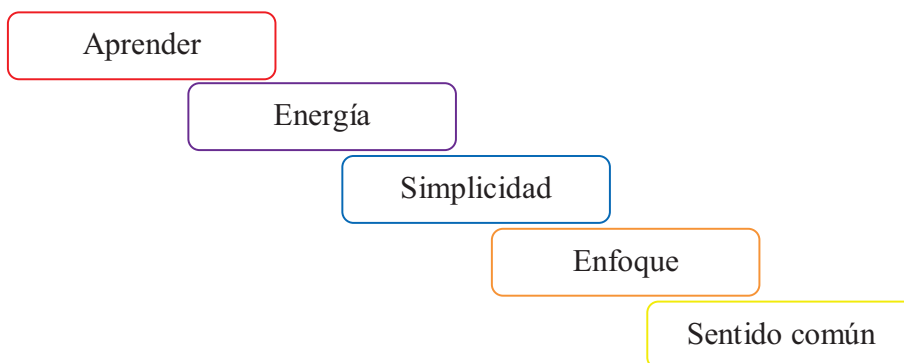 Aprender
Energía
Simplicidad
Enfoque
Sentido común